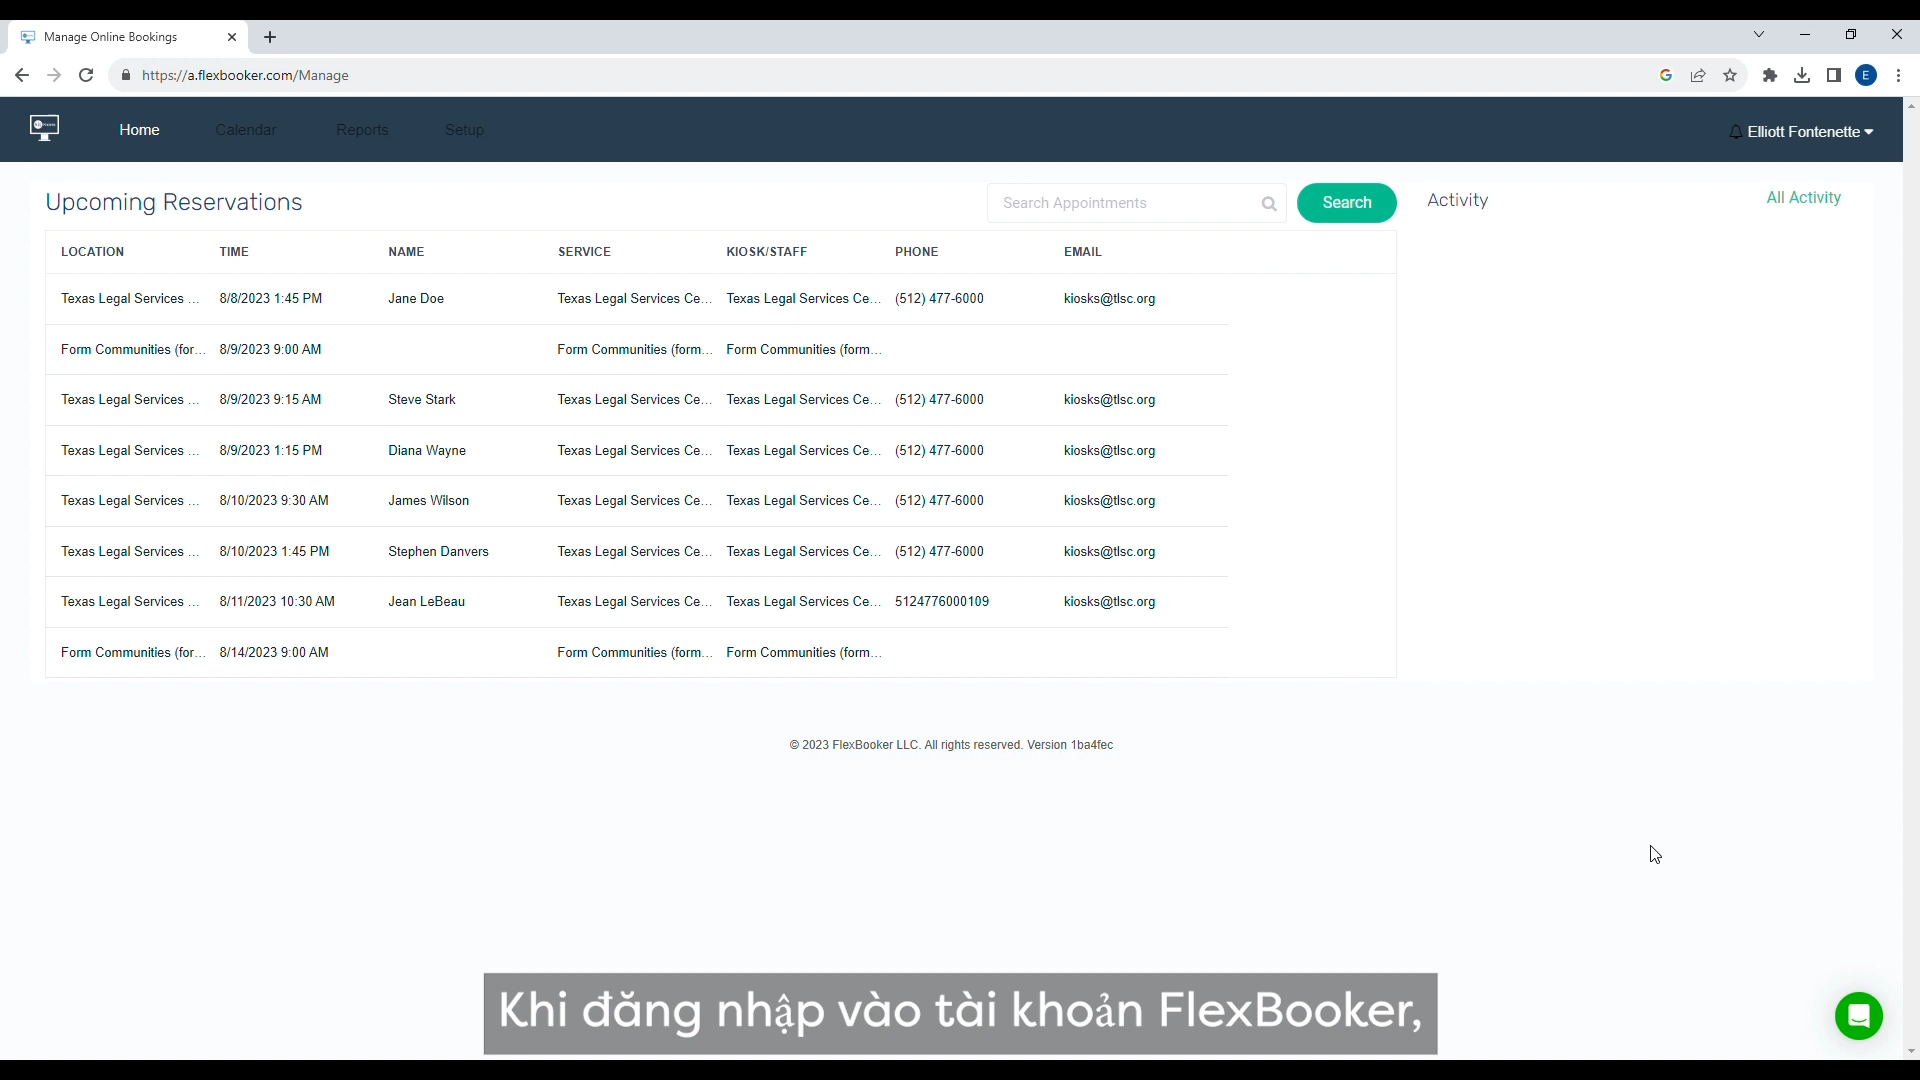 Manage Online Bookings
https://a.flexbooker.com/Manage
E
Home Calendar Reports Setup
Elliott Fontenette
Upcoming Reservations
Search Appointments
Search
Activity
All Activity
LOCATION TIME NAME SERVICE KIOSK/STAFF PHONE EMAIL
Texas Legal Services ... 8/8/2023 1:45 PM Jane Doe Texas Legal Services Ce... Texas Legal Services Ce... (512) 477-6000 kiosks@tlsc.org
Form Communities (for... 8/9/2023 9:00 AM Form Communities (form... Form Communities (form...
Texas Legal Services ... 8/9/2023 9:15 AM Steve Stark Texas Legal Services Ce... Texas Legal Services Ce... (512) 477-6000 kiosks@tlsc.org
Texas Legal Services ... 8/9/2023 1:15 PM Diana Wayne Texas Legal Services Ce... Texas Legal Services Ce... (512) 477-6000 kiosks@tlsc.org
Texas Legal Services ... 8/10/2023 9:30 AM James Wilson Texas Legal Services Ce... Texas Legal Services Ce... (512) 477-6000 kiosks@tlsc.org
Texas Legal Services ... 8/10/2023 1:45 PM Stephen Danvers Texas Legal Services Ce... Texas Legal Services Ce... (512) 477-6000 kiosks@tlsc.org
Texas Legal Services ... 8/11/2023 10:30 AM Jean LeBeau Texas Legal Services Ce... Texas Legal Services Ce... 5124776000109 kiosks@tlsc.org
Form Communities (for... 8/14/2023 9:00 AM Form Communities (form... Form Communities (form...
© 2023 FlexBooker LLC. All rights reserved. Version 1ba4fec
Khi đăng nhập vào tài khoản FlexBooker,